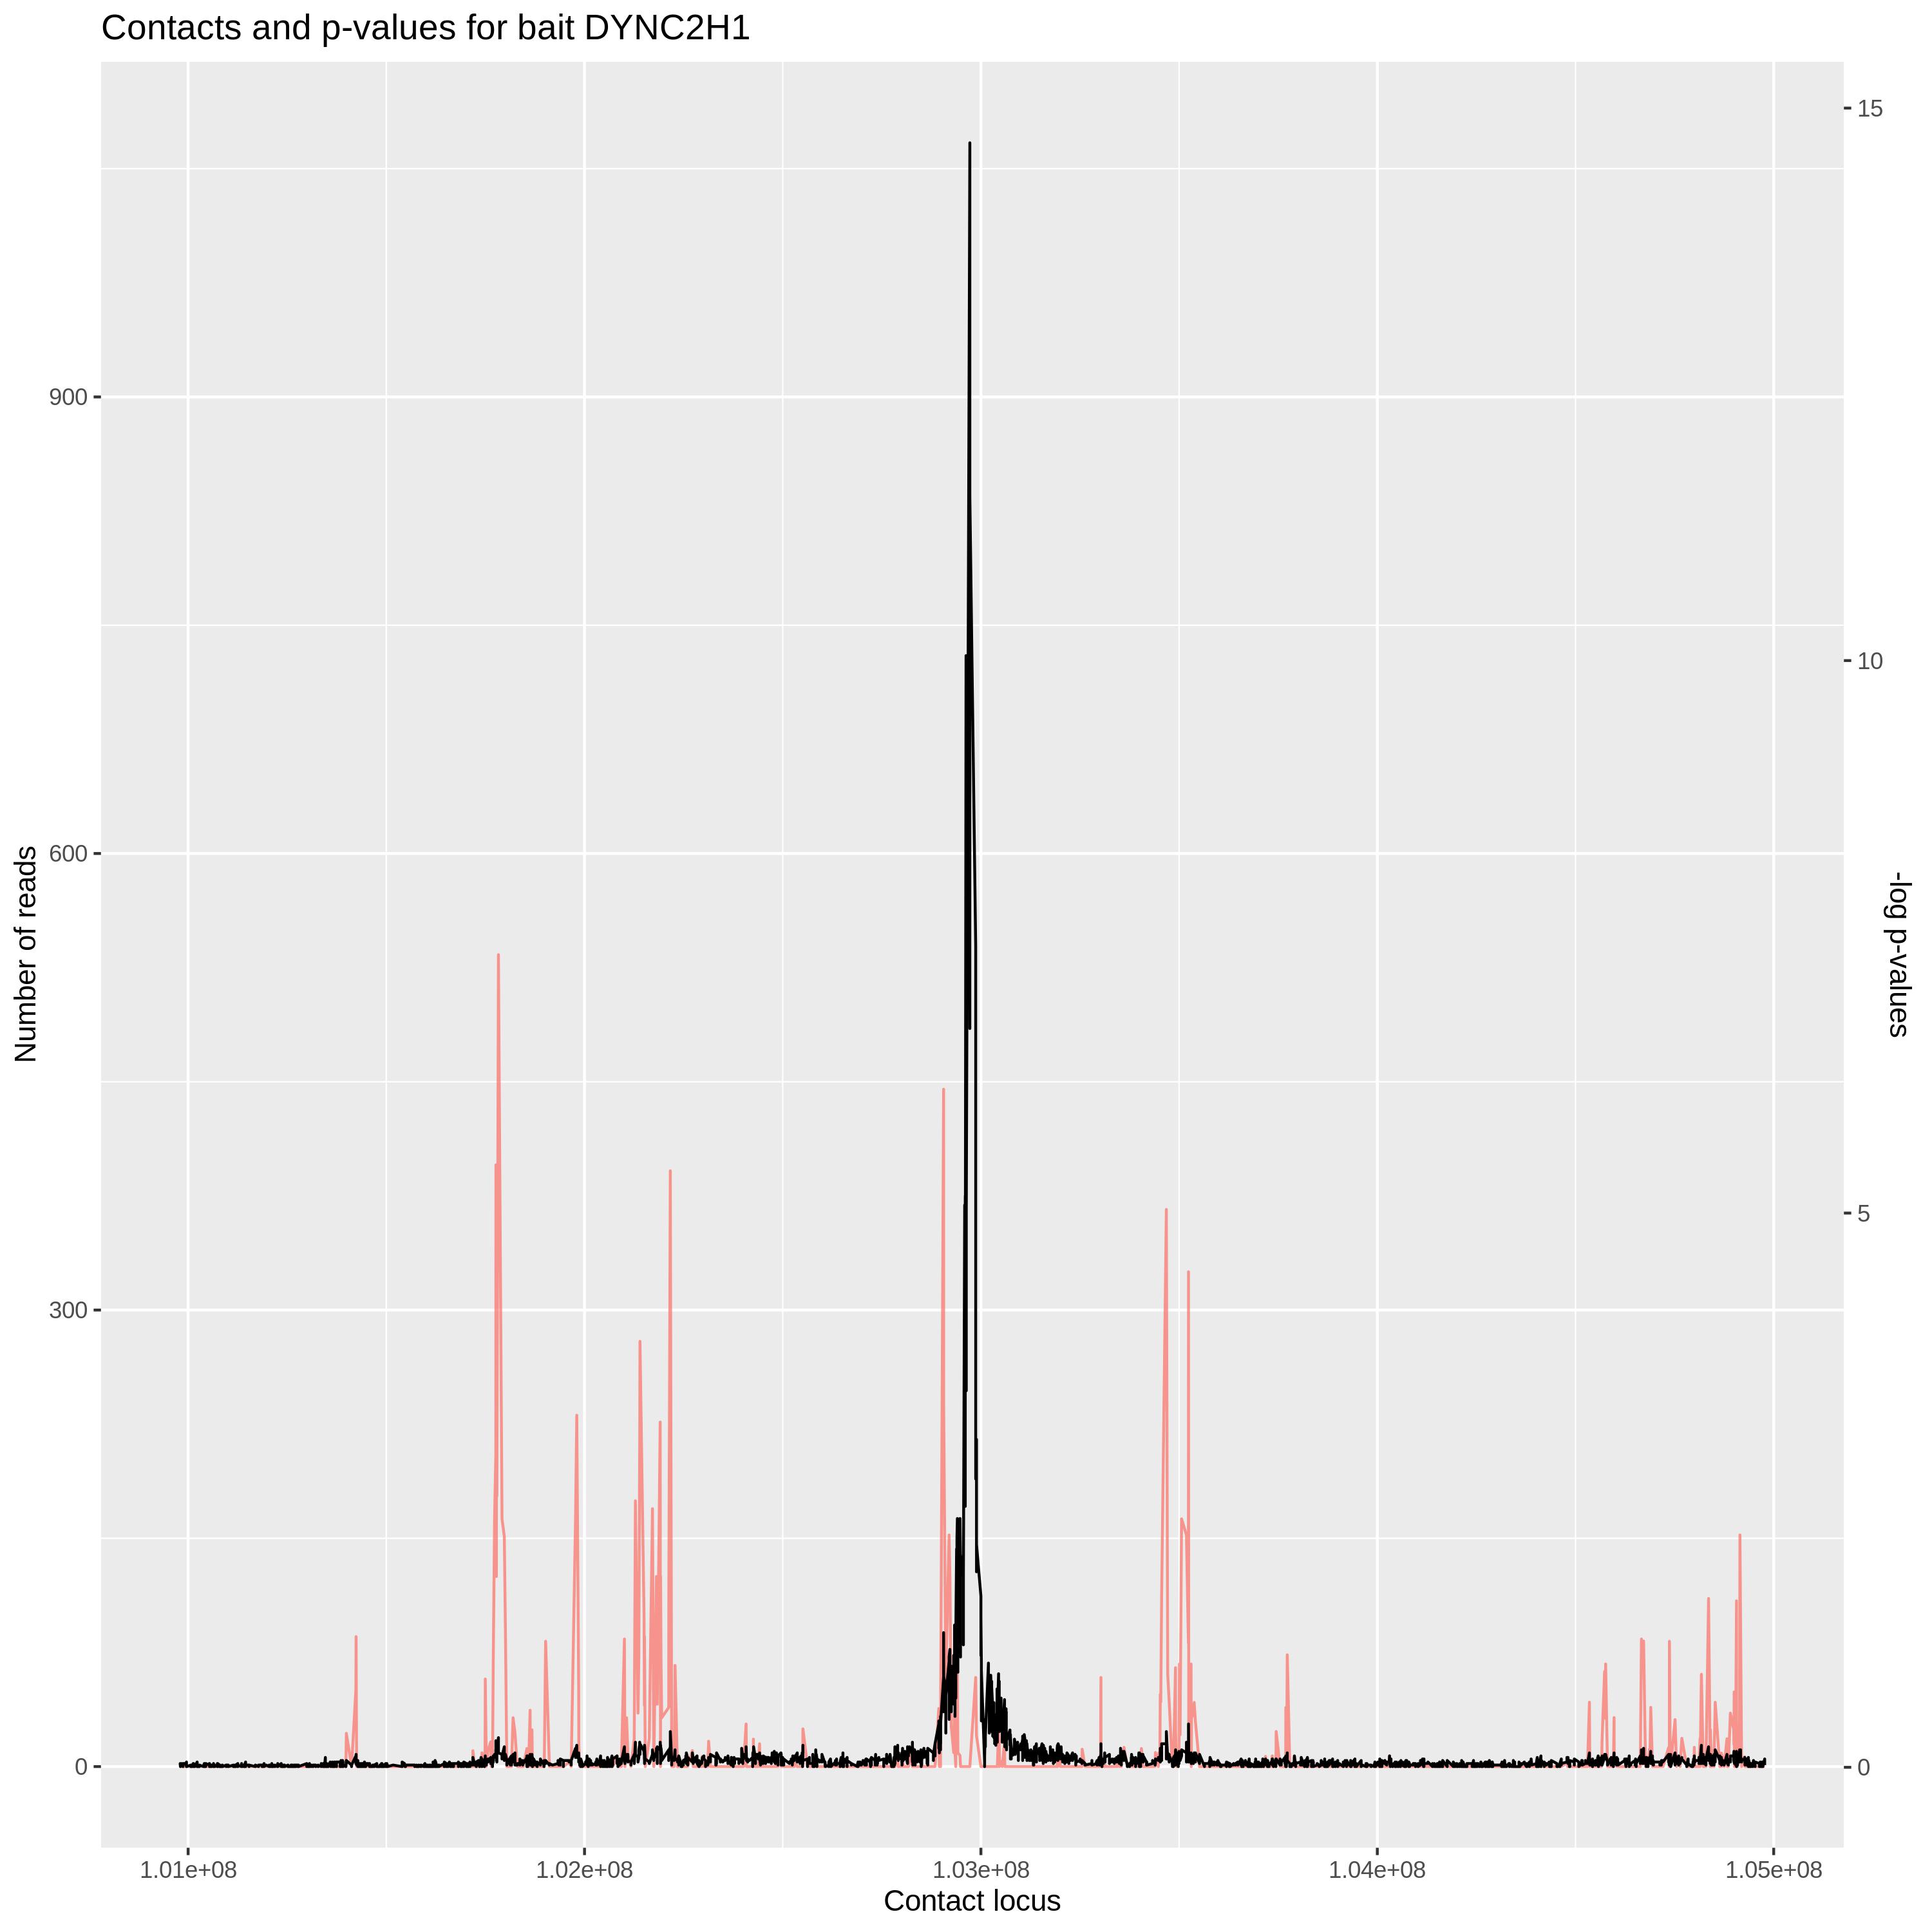 Contacts and p-values for bait DYNC2H1
15
900
10
600
Number of reads
-log p-values
5
300
0
0
1.01e+08
1.02e+08
1.03e+08
1.04e+08
1.05e+08
Contact locus